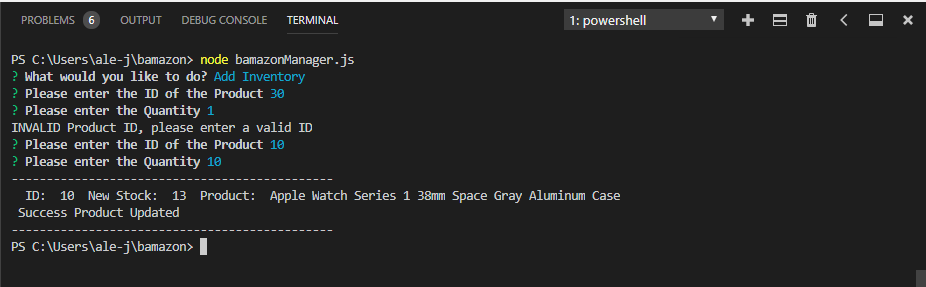 PROBLEMS 6 OUTPUT DEBUG CONSOLE TERMINAL 1: powershell
PS C:\Users\ale-j\bamazon> node bamazonManager.js
? What would you like to do? Add Inventory
? Please enter the ID of the Product 30
? Please enter the Quantity 1
INVALID Product ID, please enter a valid ID
? Please enter the ID of the Product 10
? Please enter the Quantity 10
----------------------------------------------
  ID:  10  New Stock:  13  Product:  Apple Watch Series 1 38mm Space Gray Aluminum Case
 Success Product Updated
----------------------------------------------
PS C:\Users\ale-j\bamazon>